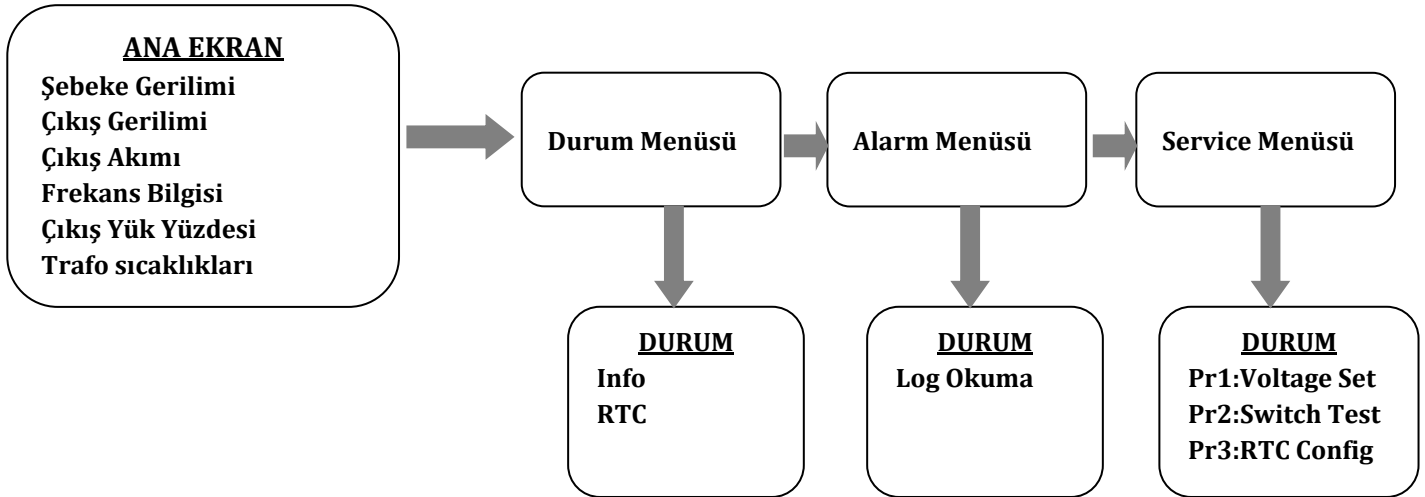 ANA EKRAN
Şebeke Gerilimi
Çıkış Gerilimi
Çıkış Akımı
Frekans Bilgisi
Çıkış Yük Yüzdesi
Trafo sıcaklıkları
Durum Menüsü
Alarm Menüsü
Service Menüsü
DURUM
Info
RTC
DURUM
Log Okuma
DURUM
Pr1:Voltage Set
Pr2:Switch Test
Pr3:RTC Config